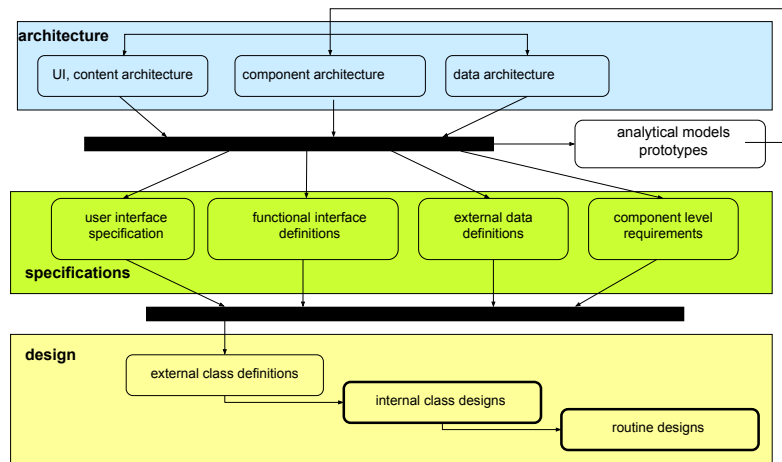 architecture
UI, content architecture
component architecture
data architecture
analytical models
prototypes
user interface
specification
functional interface
definitions
external data
definitions
component level
requirements
specifications
design
external class definitions
internal class designs
routine designs